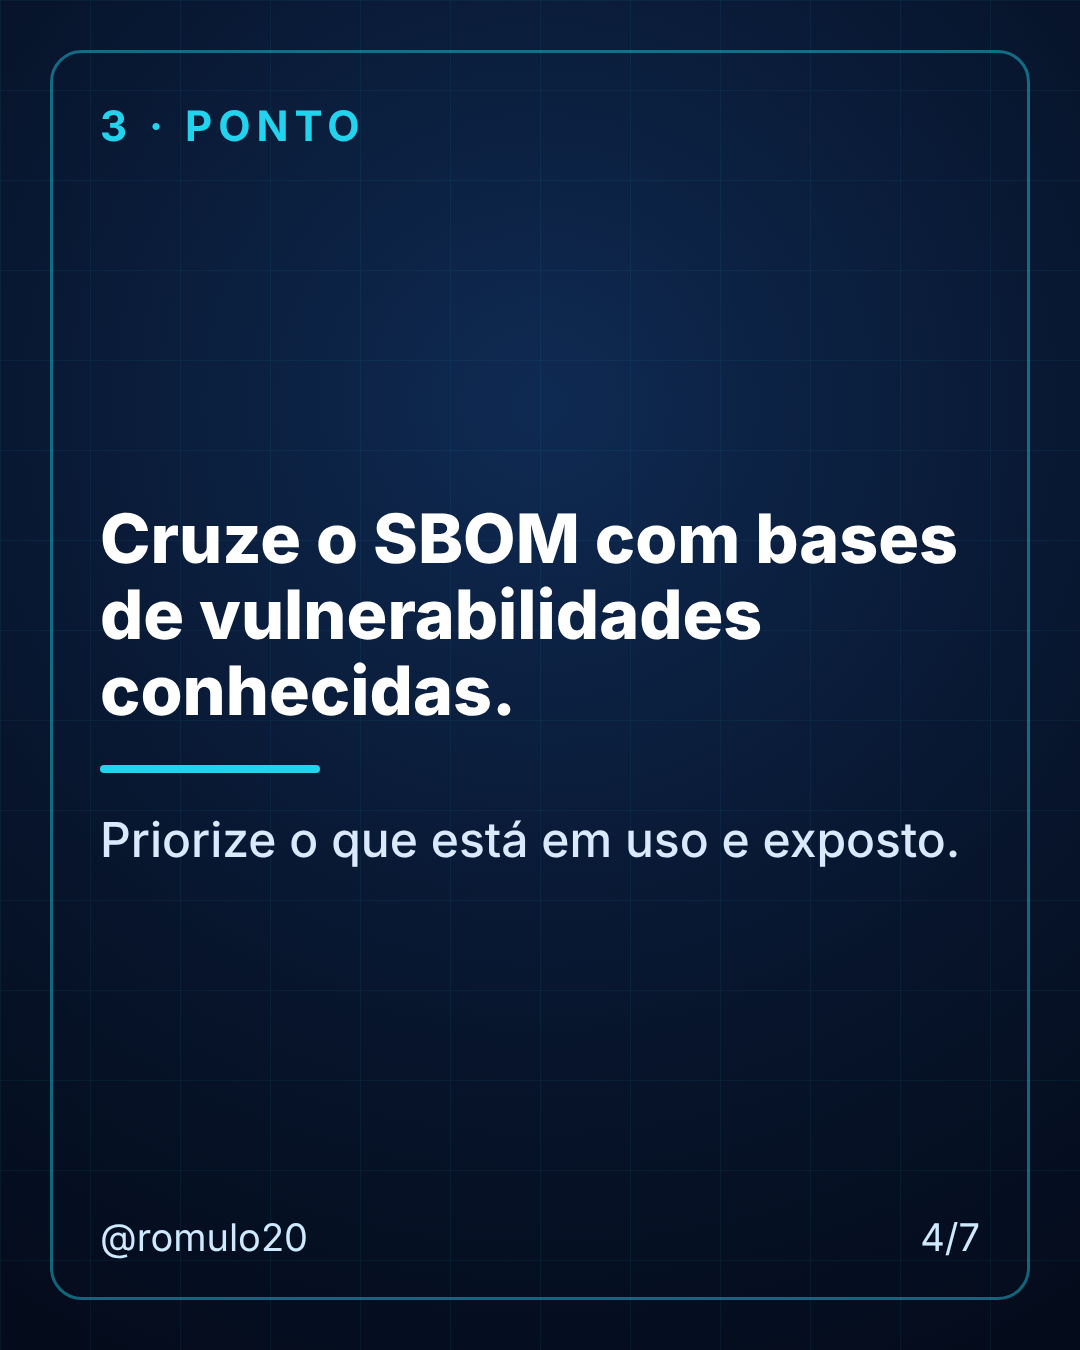 3 · PONTO
Cruze o SBOM com bases
de vulnerabilidades
conhecidas.
Priorize o que está em uso e exposto.
@romulo20
4/7